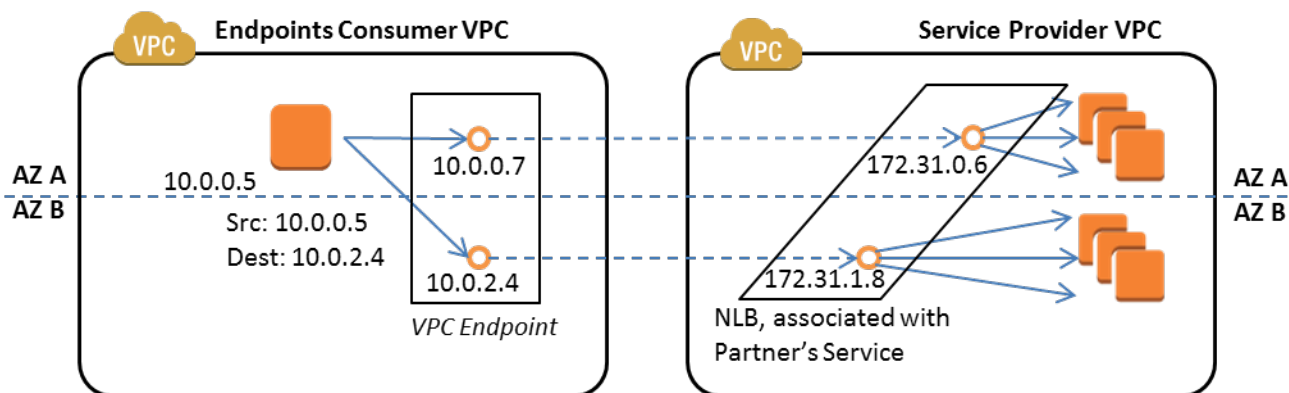 Endpoints Consumer VPC
VPC
10.0.0.7
10.0.0.5
AZ A
AZ B
Src: 10.0.0.5
Dest: 10.0.2.4
10.0.2.4
VPC Endpoint
Service Provider VPC
VPC
172.31.0.6
AZ A
AZ B
172.31.1.8
NLB, associated with
Partner’s Service